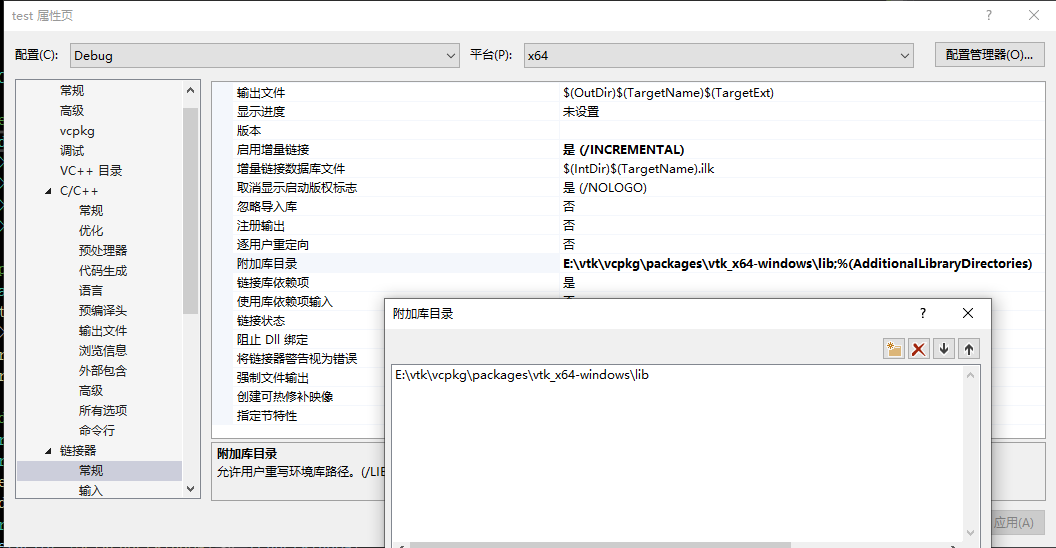 test 属性页
配置(C): Debug 平台(P): x64 配置管理器(O)...
常规
高级
vcpkg
调试
VC++ 目录
C/C++
常规
优化
预处理器
代码生成
语言
预编译头
输出文件
浏览信息
外部包含
高级
所有选项
命令行
链接器
常规
输入
输出文件 $(OutDir)$(TargetName)$(TargetExt)
显示进度 未设置
版本
启用增量链接 是 (/INCREMENTAL)
增量链接数据库文件 $(IntDir)$(TargetName).ilk
取消显示启动版权标志 是 (/NOLOGO)
忽略导入库 否
注册输出 否
逐用户重定向 否
附加库目录 E:\vtk\vcpkg\packages\vtk_x64-windows\lib;%(AdditionalLibraryDirectories)
链接库依赖项 是
使用库依赖项输入
链接状态
阻止 Dll 绑定
将链接器警告视为错误
强制文件输出
创建可热修补映像
指定节特性
附加库目录
允许用户重写环境库路径。(/LIE
附加库目录
E:\vtk\vcpkg\packages\vtk_x64-windows\lib
应用(A)